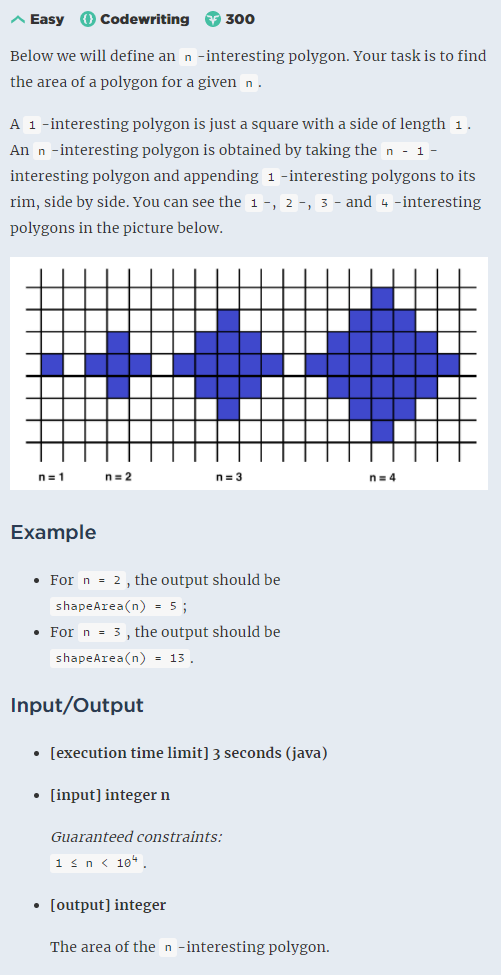 Easy Codewriting 300
Below we will define an n -interesting polygon. Your task is to find
the area of a polygon for a given n .
A 1 -interesting polygon is just a square with a side of length 1 .
An n -interesting polygon is obtained by taking the n - 1 -
interesting polygon and appending 1 -interesting polygons to its
rim, side by side. You can see the 1 -, 2 -, 3 - and 4 -interesting
polygons in the picture below.
n = 1 n = 2 n = 3 n = 4
Example
• For n = 2 , the output should be
shapeArea(n) = 5 ;
• For n = 3 , the output should be
shapeArea(n) = 13 .
Input/Output
• [execution time limit] 3 seconds (java)
• [input] integer n
Guaranteed constraints:
1 ≤ n < 10⁴ .
• [output] integer
The area of the n -interesting polygon.